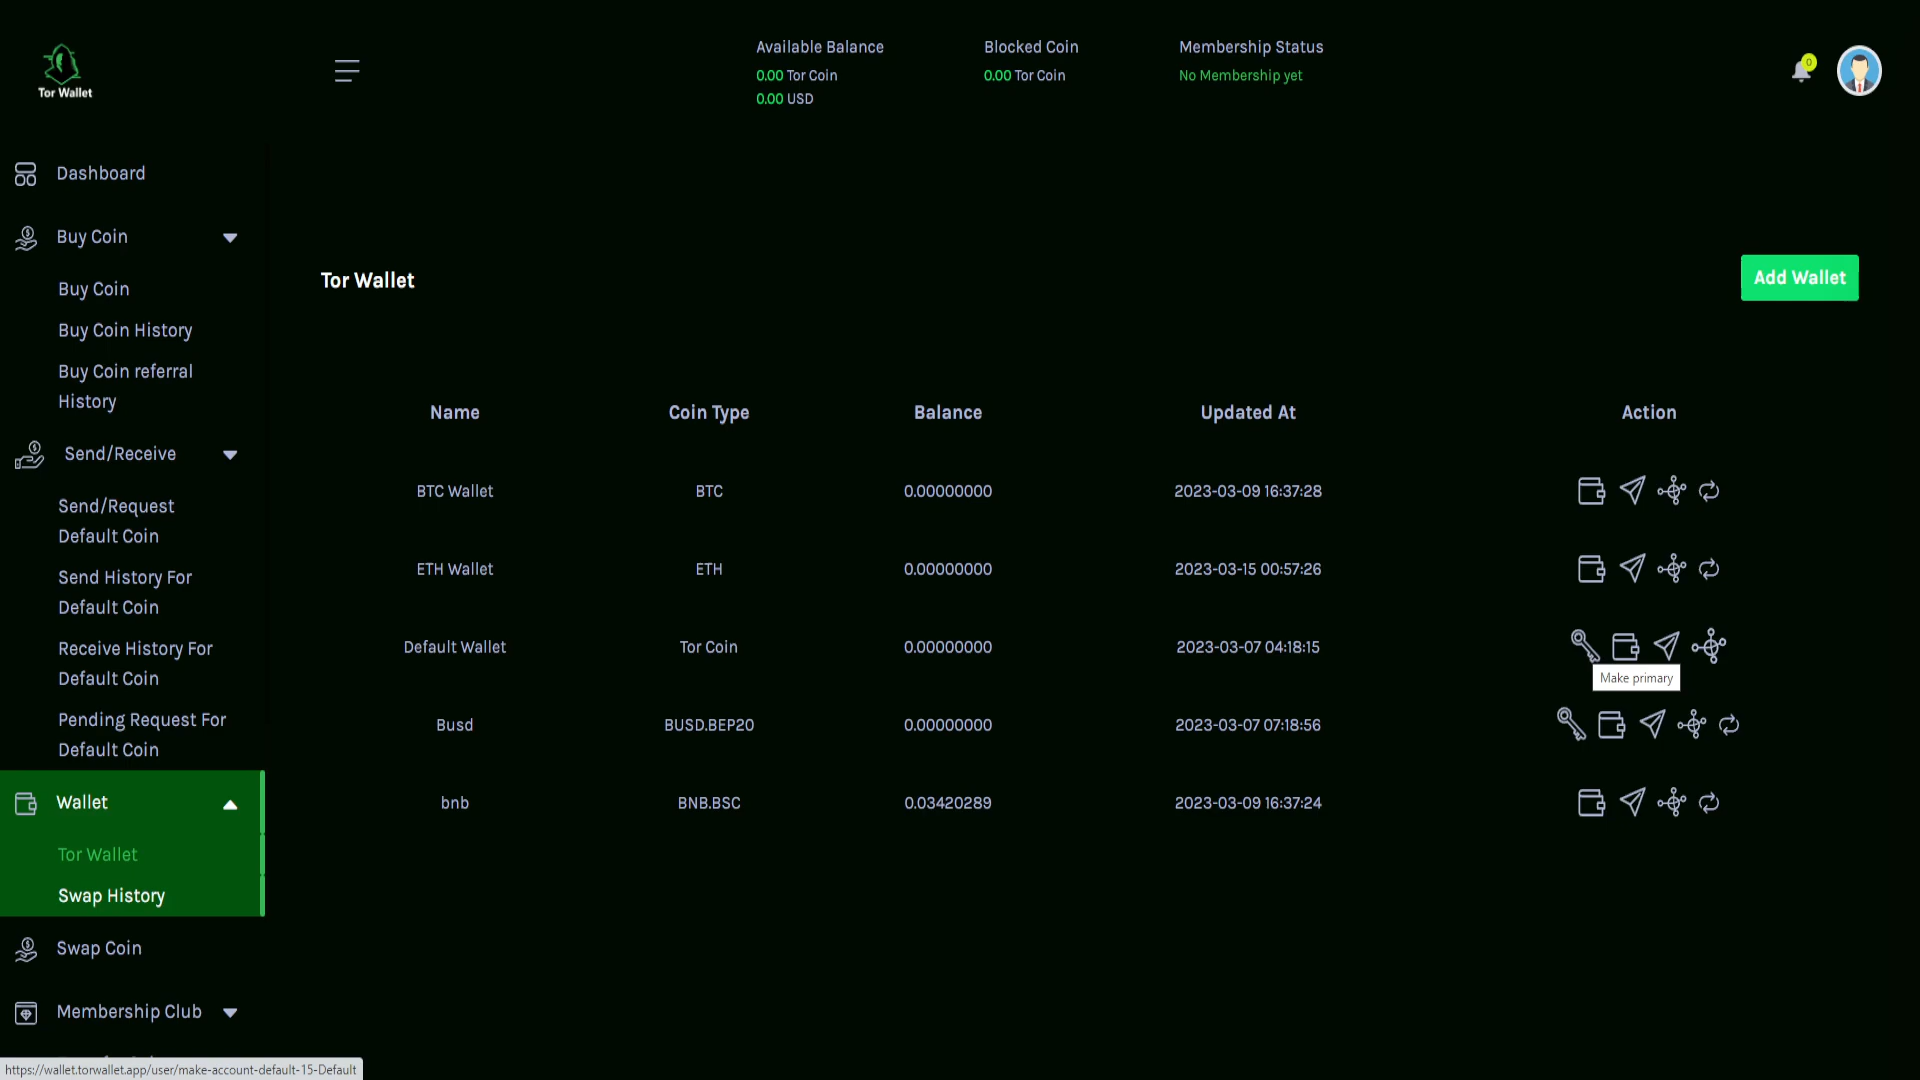 Tor Wallet
Available Balance
0.00 Tor Coin
0.00 USD
Blocked Coin
0.00 Tor Coin
Membership Status
No Membership yet
0
Dashboard
Buy Coin
Buy Coin
Buy Coin History
Buy Coin referral
History
Send/Receive
Send/Request
Default Coin
Send History For
Default Coin
Receive History For
Default Coin
Pending Request For
Default Coin
Wallet
Tor Wallet
Swap History
Swap Coin
Membership Club
Tor Wallet
Add Wallet
Name Coin Type Balance Updated At Action
BTC Wallet BTC 0.00000000 2023-03-09 16:37:28
ETH Wallet ETH 0.00000000 2023-03-15 00:57:26
Default Wallet Tor Coin 0.00000000 2023-03-07 04:18:15
Make primary
Busd BUSD.BEP20 0.00000000 2023-03-07 07:18:56
bnb BNB.BSC 0.03420289 2023-03-09 16:37:24
https://wallet.torwallet.app/user/make-account-default-15-Default